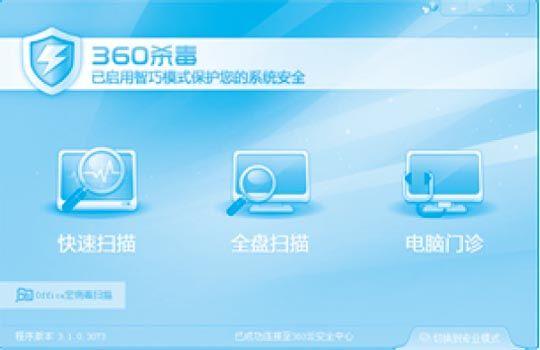 360杀毒
已启用智巧模式保护您的系统安全
快速扫描
全盘扫描
电脑门诊
Office宏病毒扫描
程序版本 3.1.0.3073
已成功连接至360云安全中心
切换到专业模式